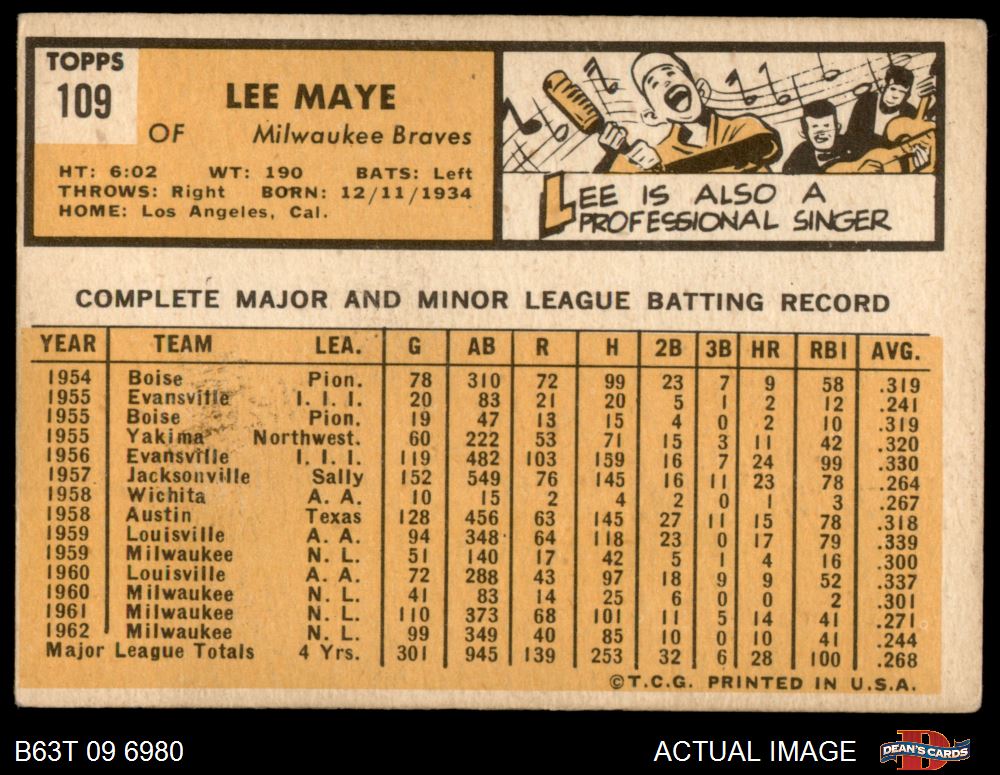 TOPPS
109
LEE MAYE
OF Milwaukee Braves
HT: 6:02 WT: 190 BATS: Left
THROWS: Right BORN: 12/11/1934
HOME: Los Angeles, Cal.
LEE IS ALSO A
PROFESSIONAL SINGER
COMPLETE MAJOR AND MINOR LEAGUE BATTING RECORD
YEAR TEAM LEA. G AB R H 2B 3B HR RBI AVG.
1954 Boise Pion. 78 310 72 99 23 7 9 58 .319
1955 Evansville I. I. I. 20 83 21 20 5 1 2 12 .241
1955 Boise Pion. 19 47 13 15 4 0 2 10 .319
1955 Yakima Northwest. 60 222 53 71 15 3 11 42 .320
1956 Evansville I. I. I. 119 482 103 159 16 7 24 99 .330
1957 Jacksonville Sally 152 549 76 145 16 11 23 78 .264
1958 Wichita A. A. 10 15 2 4 2 0 1 3 .267
1958 Austin Texas 128 456 63 145 27 11 15 78 .318
1959 Louisville A. A. 94 348 64 118 23 0 17 79 .339
1959 Milwaukee N. L. 51 140 17 42 5 1 4 16 .300
1960 Louisville A. A. 72 288 43 97 18 9 9 52 .337
1960 Milwaukee N. L. 41 83 14 25 6 0 0 2 .301
1961 Milwaukee N. L. 110 373 68 101 11 5 14 41 .271
1962 Milwaukee N. L. 99 349 40 85 10 0 10 41 .244
Major League Totals 4 Yrs. 301 945 139 253 32 6 28 100 .268
©T.C.G. PRINTED IN U.S.A.
B63T 09 6980
ACTUAL IMAGE
D
DEAN'S CARDS